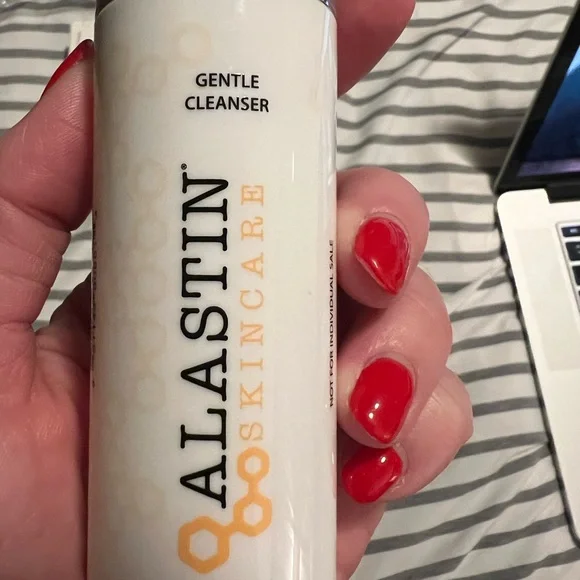 GENTLE
CLEANSER
ALASTIN®
SKINCARE
NOT FOR INDIVIDUAL SALE